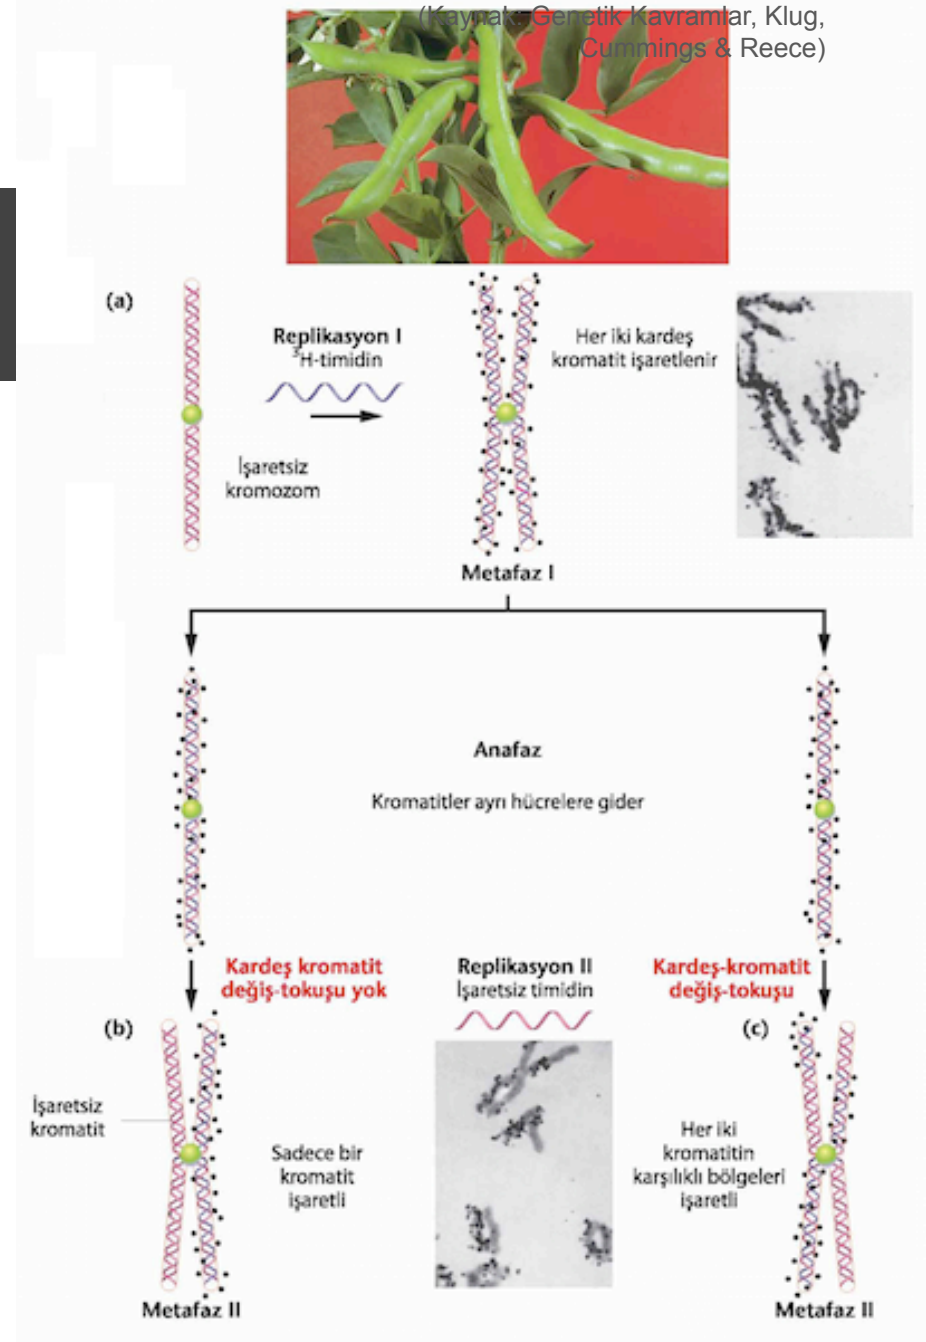 (Kaynak: Genetik Kavramlar, Klug,
Cummings & Reece)
(a)
Replikasyon I
³H-timidin
İşaretsiz
kromozom
Her iki kardeş
kromatit işaretlenir
Metafaz I
Anafaz
Kromatitler ayrı hücrelere gider
Kardeş kromatit
değiş-tokuşu yok
Replikasyon II
İşaretsiz timidin
Kardeş-kromatit
değiş-tokuşu
(b)
(c)
İşaretsiz
kromatit
Sadece bir
kromatit
işaretli
Her iki
kromatitin
karşılıklı bölgeleri
işaretli
Metafaz II
Metafaz II